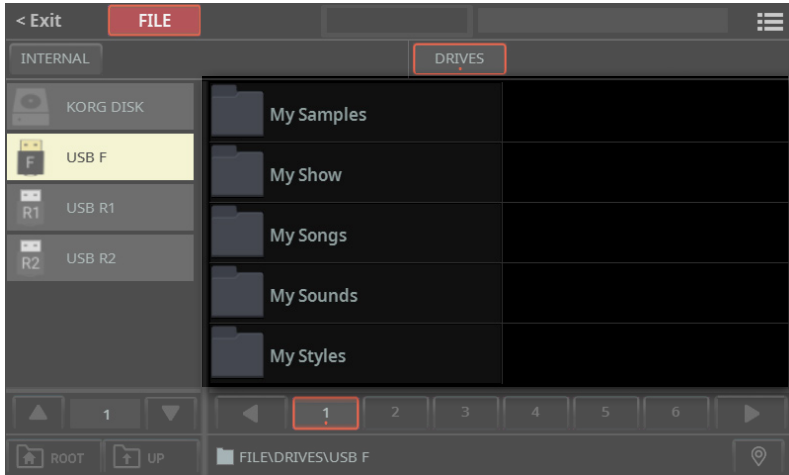 < Exit FILE
INTERNAL DRIVES
KORG DISK
F USB F
R1 USB R1
R2 USB R2
My Samples
My Show
My Songs
My Sounds
My Styles
1
1 2 3 4 5 6
ROOT UP FILE\DRIVES\USB F